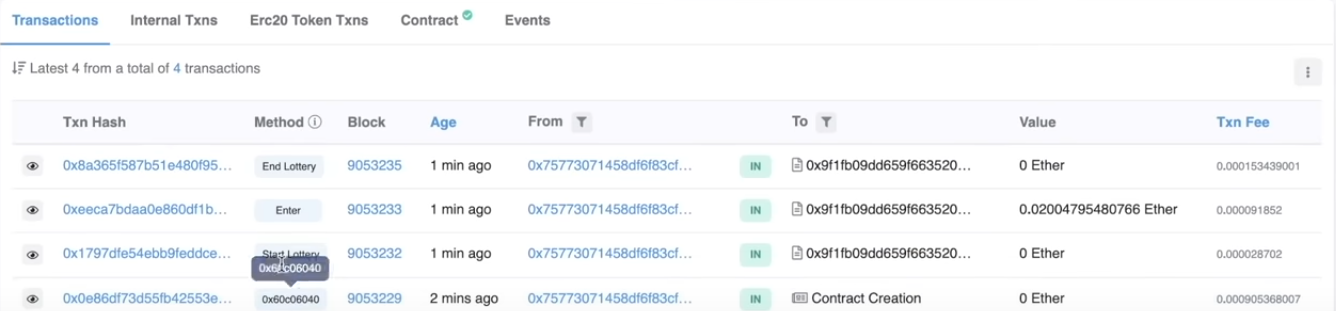 Transactions Internal Txns Erc20 Token Txns Contract Events
Latest 4 from a total of 4 transactions
Txn Hash Method Block Age From To Value Txn Fee
0x8a365f587b51e480f95... End Lottery 9053235 1 min ago 0x75773071458df6f83cf... IN 0x9f1fb09dd659f663520... 0 Ether 0.000153439001
0xeeca7bdaa0e860df1b... Enter 9053233 1 min ago 0x75773071458df6f83cf... IN 0x9f1fb09dd659f663520... 0.02004795480766 Ether 0.000091852
0x1797dfe54ebb9feddce... Start Lottery 9053232 1 min ago 0x75773071458df6f83cf... IN 0x9f1fb09dd659f663520... 0 Ether 0.000028702
0x60c06040
0x0e86df73d55fb42553e... 0x60c06040 9053229 2 mins ago 0x75773071458df6f83cf... IN Contract Creation 0 Ether 0.000905368007